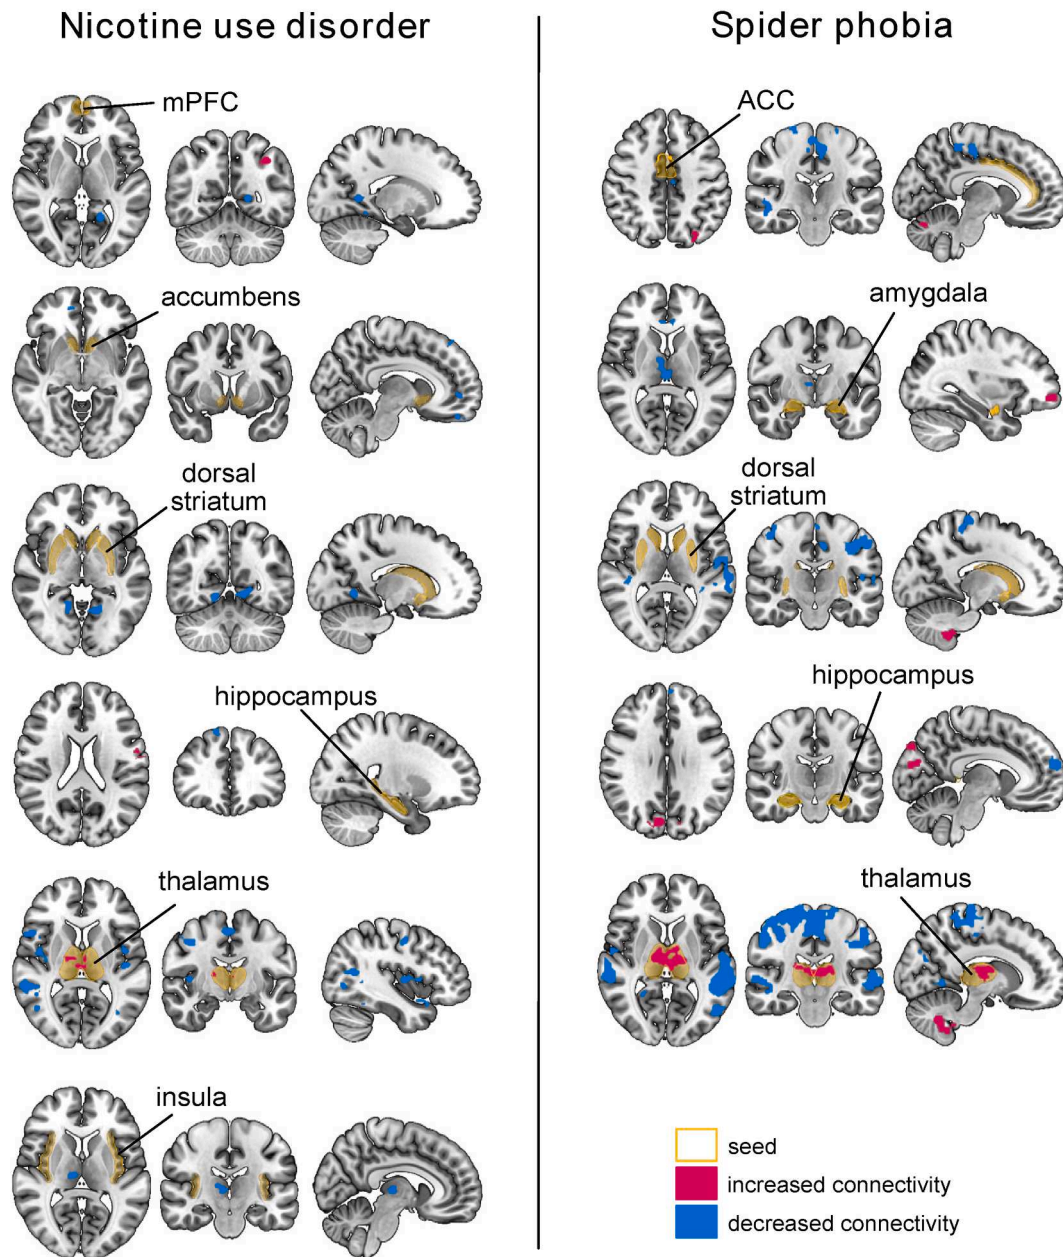 Nicotine use disorder
mPFC
accumbens
dorsal
striatum
hippocampus
thalamus
insula
Spider phobia
ACC
amygdala
dorsal
striatum
hippocampus
thalamus
seed
increased connectivity
decreased connectivity